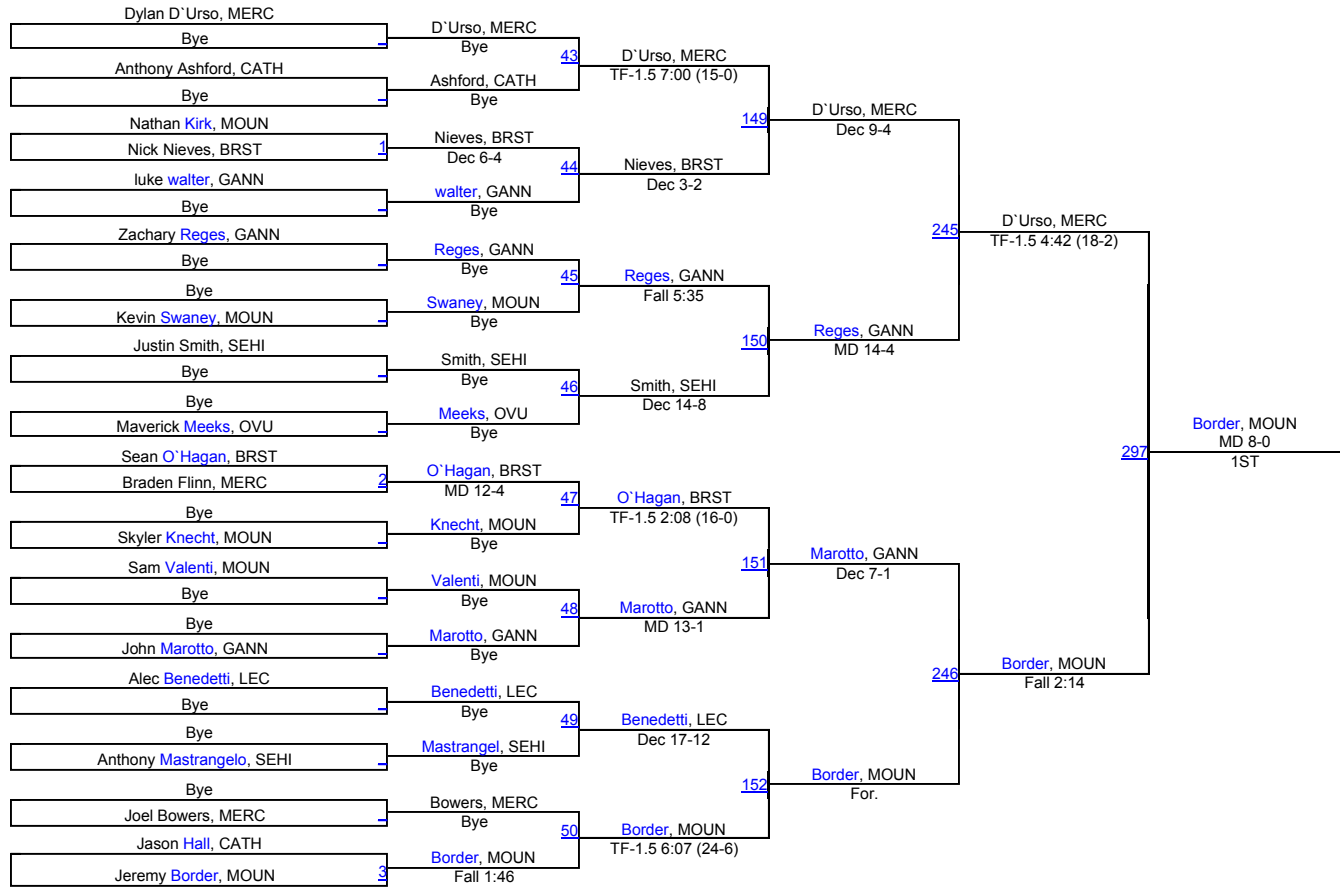 Dylan D`Urso, MERC
Bye
Anthony Ashford, CATH
Bye
Nathan Kirk, MOUN
Nick Nieves, BRST
1
luke walter, GANN
Bye
Zachary Reges, GANN
Bye
Bye
Kevin Swaney, MOUN
Justin Smith, SEHI
Bye
Bye
Maverick Meeks, OVU
Sean O`Hagan, BRST
Braden Flinn, MERC
2
Bye
Skyler Knecht, MOUN
Sam Valenti, MOUN
Bye
Bye
John Marotto, GANN
Alec Benedetti, LEC
Bye
Bye
Anthony Mastrangelo, SEHI
Bye
Joel Bowers, MERC
Jason Hall, CATH
Jeremy Border, MOUN
3
D`Urso, MERC
Bye
43
Ashford, CATH
Bye
Nieves, BRST
Dec 6-4
44
walter, GANN
Bye
Reges, GANN
Bye
45
Swaney, MOUN
Bye
Smith, SEHI
Bye
46
Meeks, OVU
Bye
O`Hagan, BRST
MD 12-4
47
Knecht, MOUN
Bye
Valenti, MOUN
Bye
48
Marotto, GANN
Bye
Benedetti, LEC
Bye
49
Mastrangel, SEHI
Bye
Bowers, MERC
Bye
50
Border, MOUN
Fall 1:46
D`Urso, MERC
TF-1.5 7:00 (15-0)
149
Nieves, BRST
Dec 3-2
Reges, GANN
Fall 5:35
150
Smith, SEHI
Dec 14-8
O`Hagan, BRST
TF-1.5 2:08 (16-0)
151
Marotto, GANN
MD 13-1
Benedetti, LEC
Dec 17-12
152
Border, MOUN
TF-1.5 6:07 (24-6)
D`Urso, MERC
Dec 9-4
245
Reges, GANN
MD 14-4
Marotto, GANN
Dec 7-1
246
Border, MOUN
For.
D`Urso, MERC
TF-1.5 4:42 (18-2)
297
Border, MOUN
Fall 2:14
Border, MOUN
MD 8-0
1ST